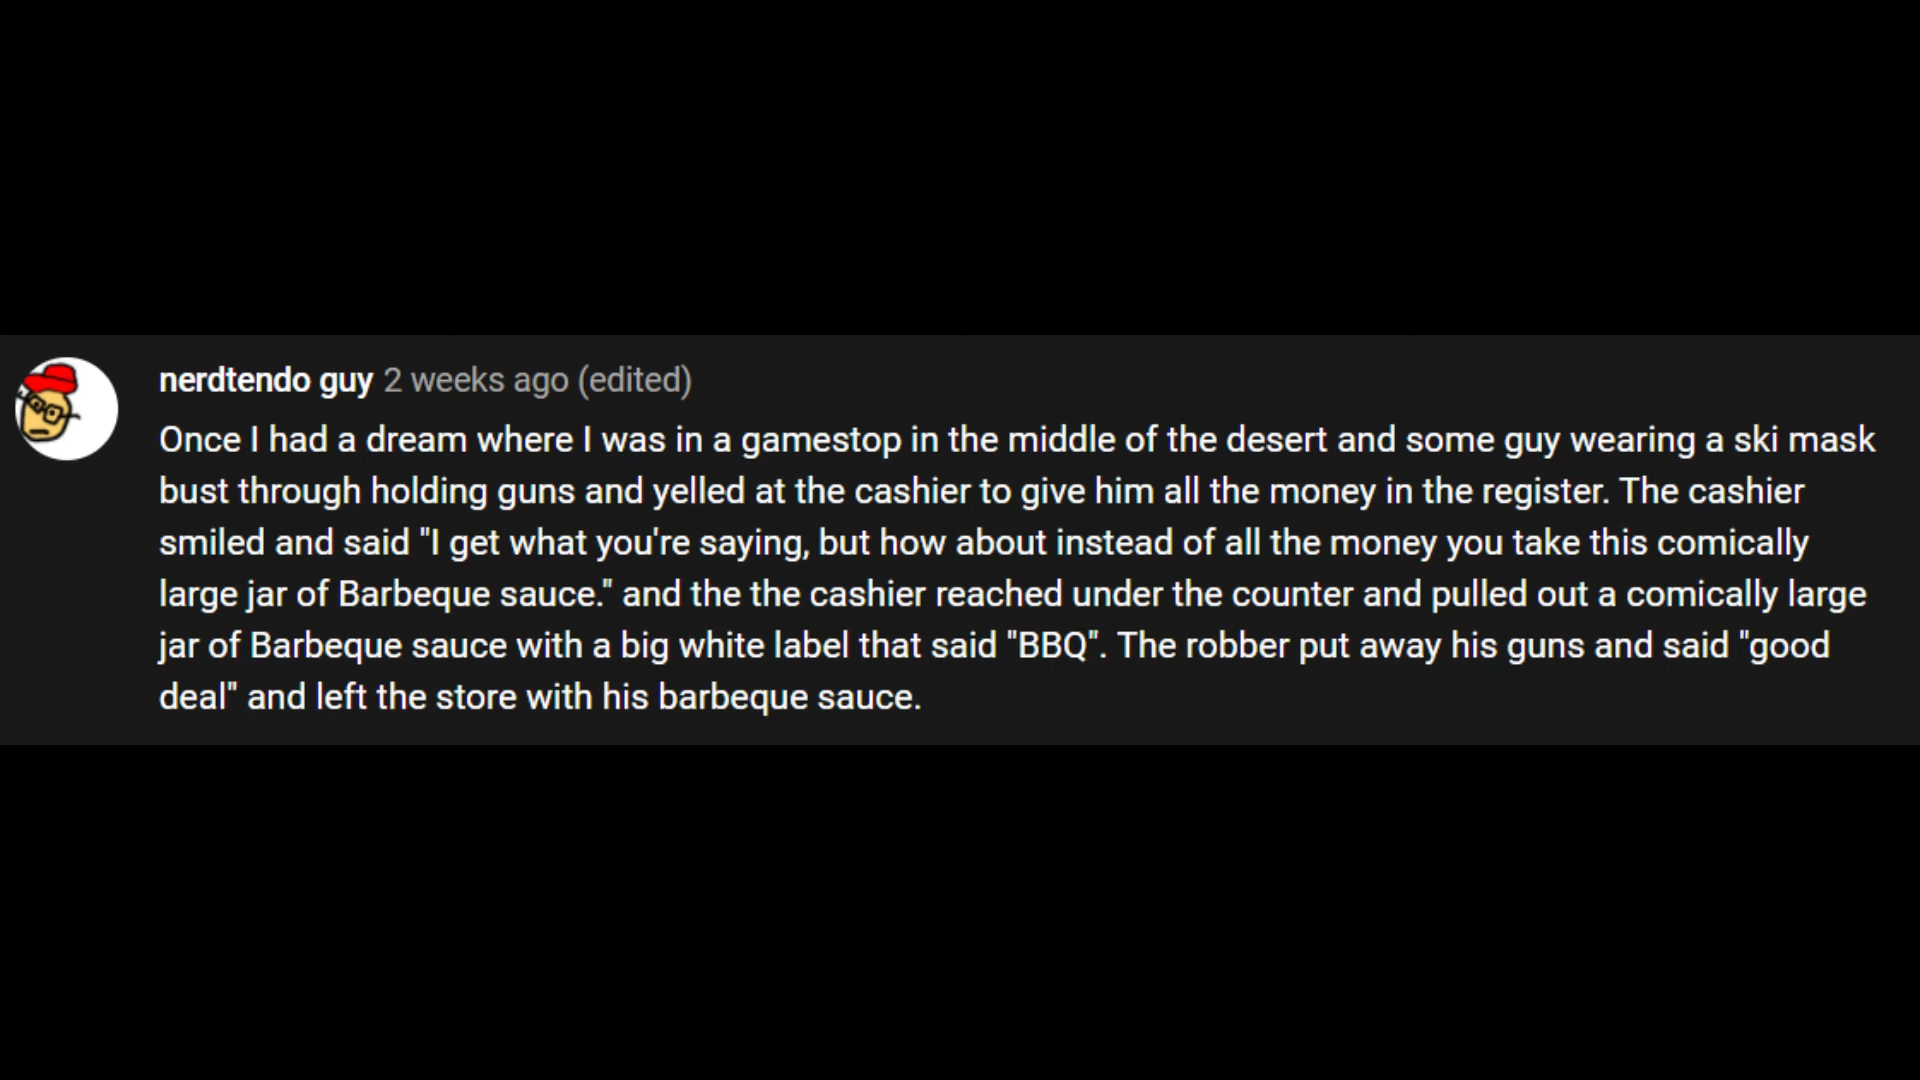 nerdtendo guy 2 weeks ago (edited)
Once I had a dream where I was in a gamestop in the middle of the desert and some guy wearing a ski mask
bust through holding guns and yelled at the cashier to give him all the money in the register. The cashier
smiled and said "I get what you're saying, but how about instead of all the money you take this comically
large jar of Barbeque sauce." and the the cashier reached under the counter and pulled out a comically large
jar of Barbeque sauce with a big white label that said "BBQ". The robber put away his guns and said "good
deal" and left the store with his barbeque sauce.